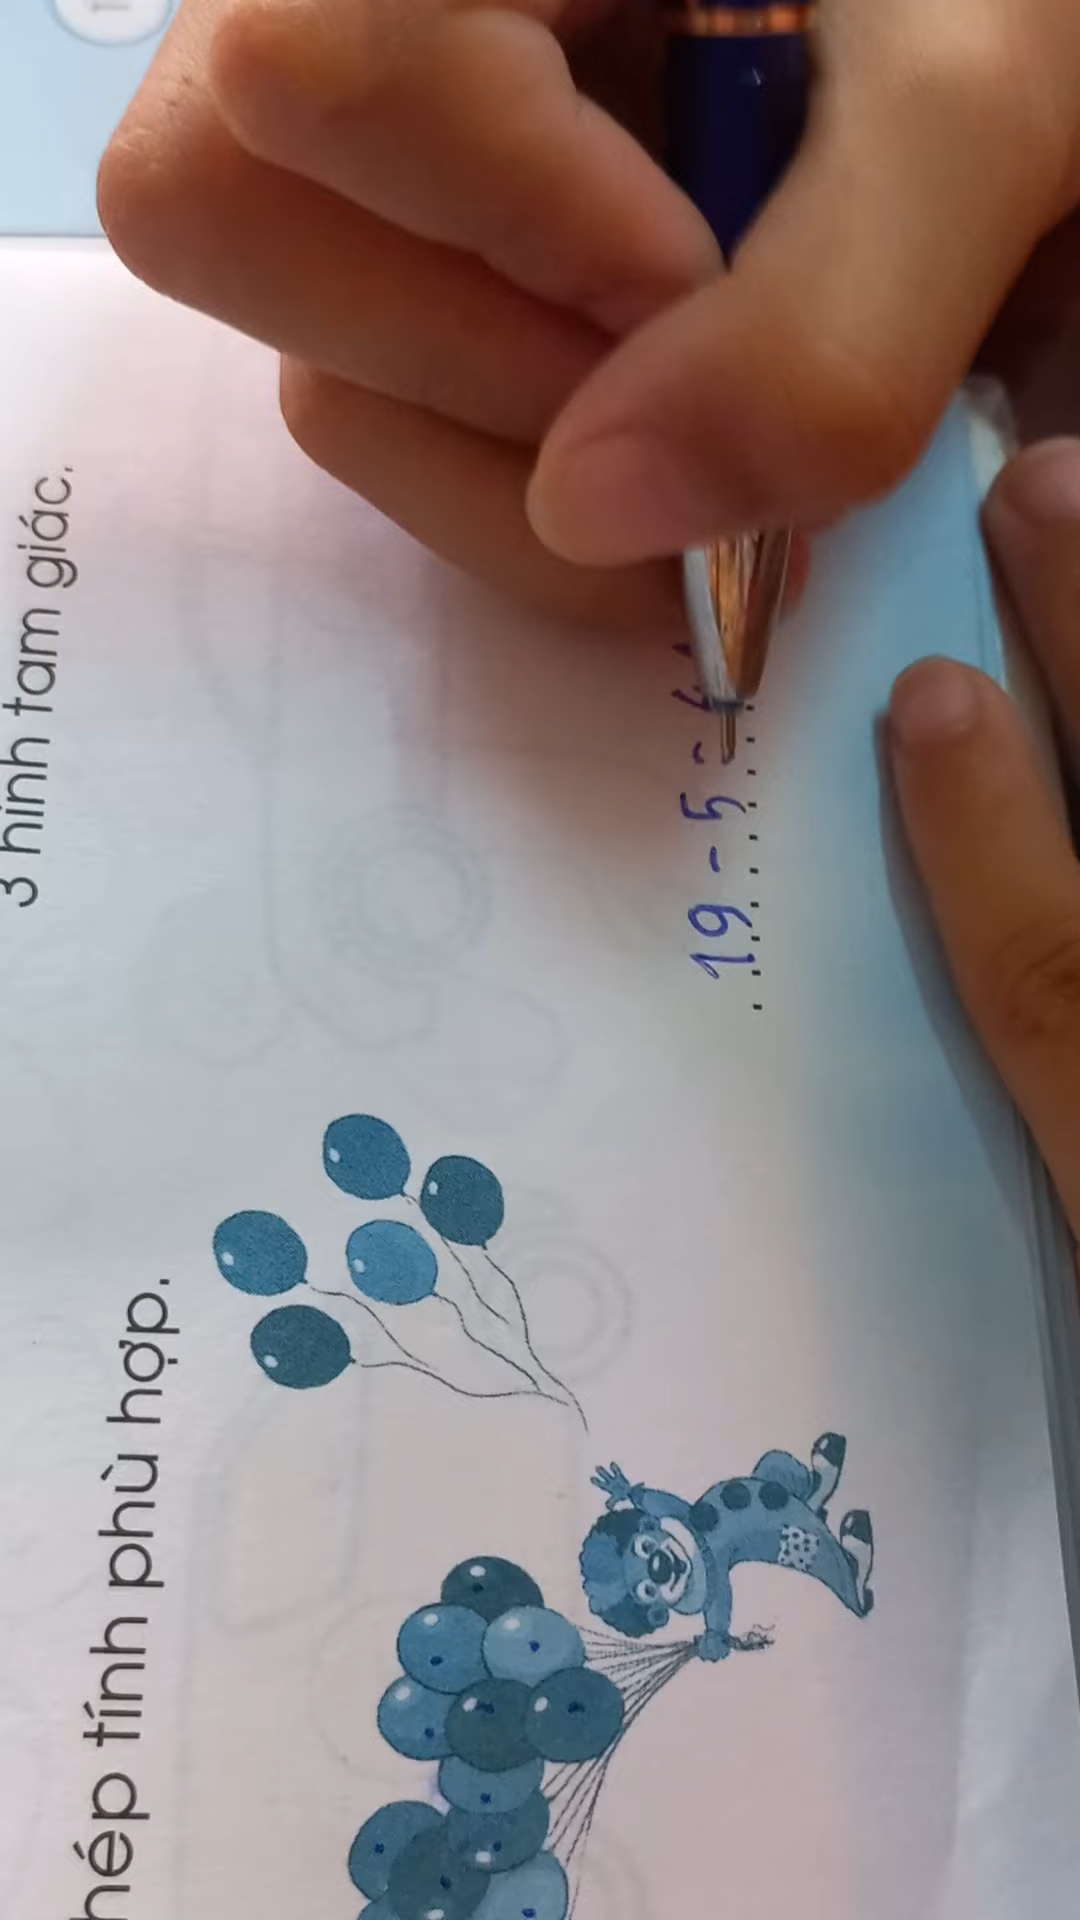 3 hình tam giác.
hép tính phù hợp.
19 - 5 =